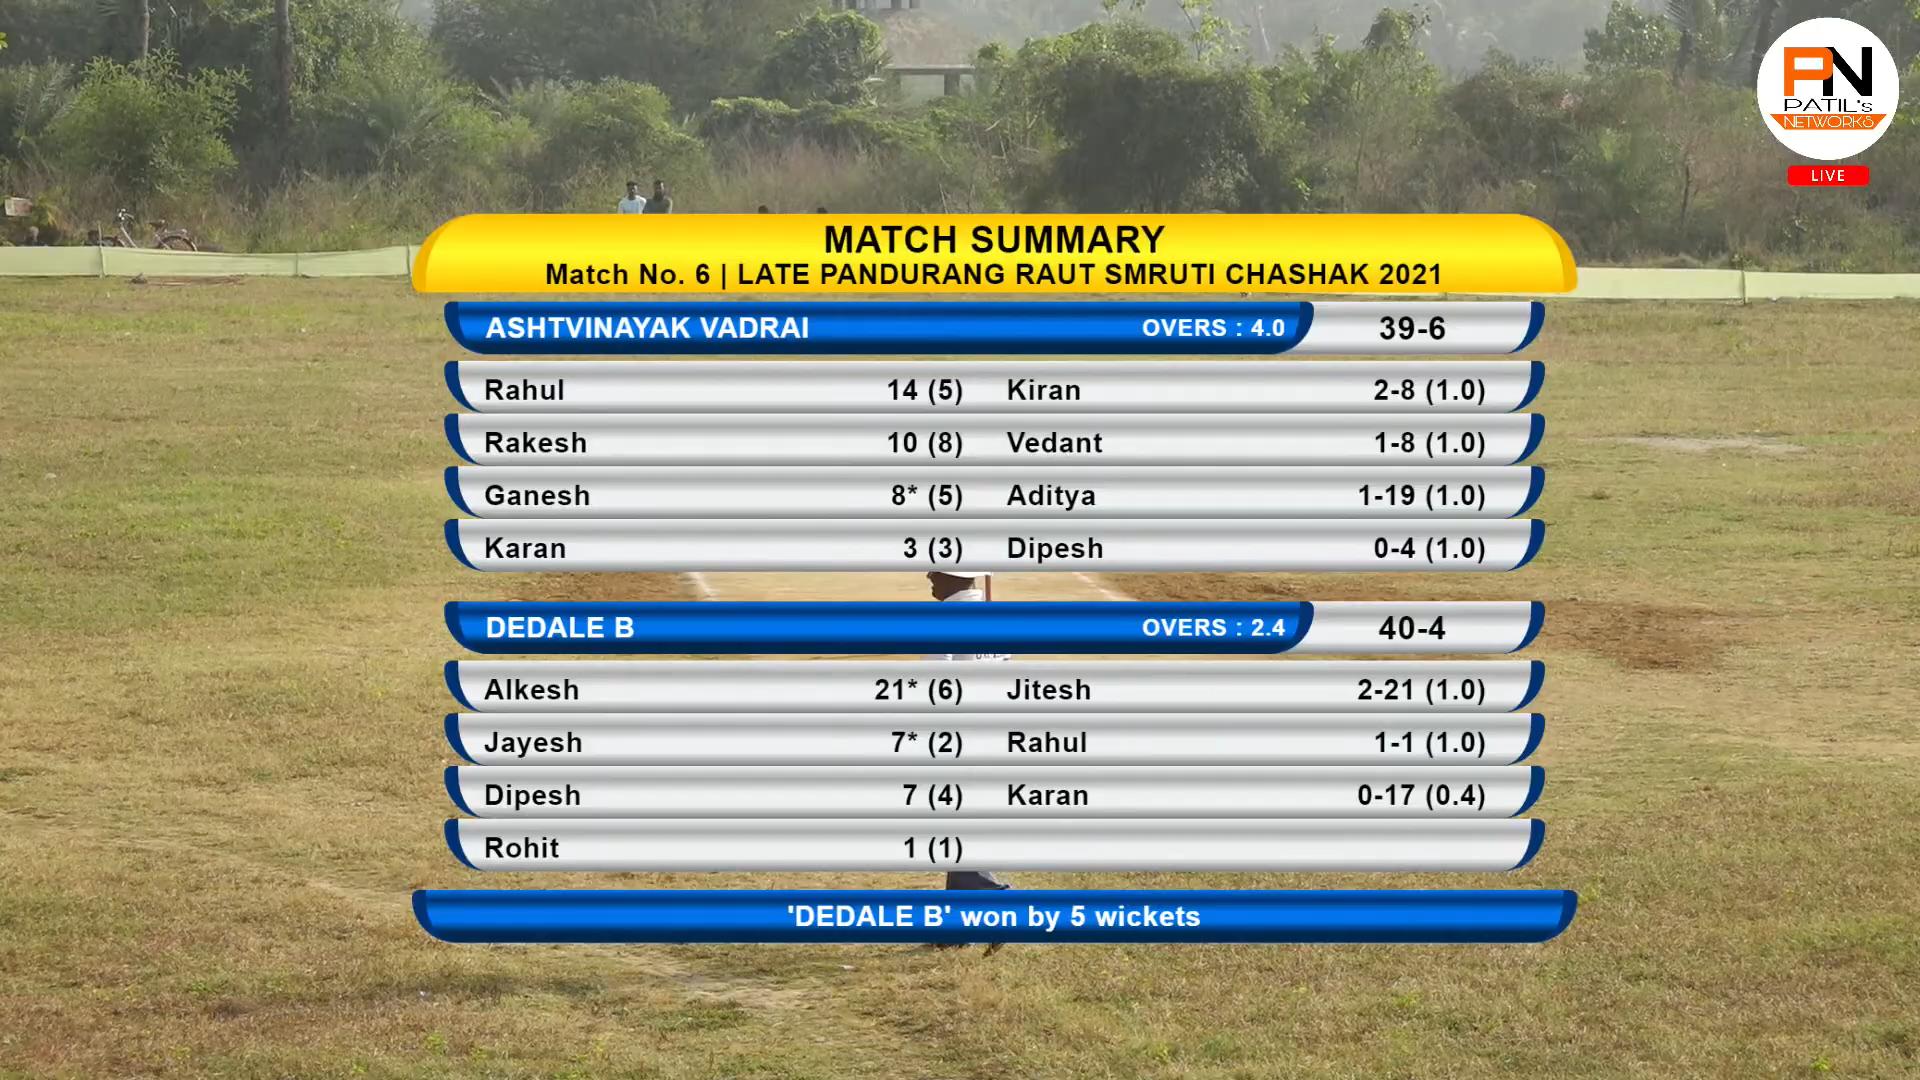 PN
PATIL's
NETWORKS
LIVE
MATCH SUMMARY
Match No. 6 | LATE PANDURANG RAUT SMRUTI CHASHAK 2021
ASHTVINAYAK VADRAI OVERS : 4.0 39-6
Rahul 14 (5) Kiran 2-8 (1.0)
Rakesh 10 (8) Vedant 1-8 (1.0)
Ganesh 8* (5) Aditya 1-19 (1.0)
Karan 3 (3) Dipesh 0-4 (1.0)
DEDALE B OVERS : 2.4 40-4
Alkesh 21* (6) Jitesh 2-21 (1.0)
Jayesh 7* (2) Rahul 1-1 (1.0)
Dipesh 7 (4) Karan 0-17 (0.4)
Rohit 1 (1)
'DEDALE B' won by 5 wickets